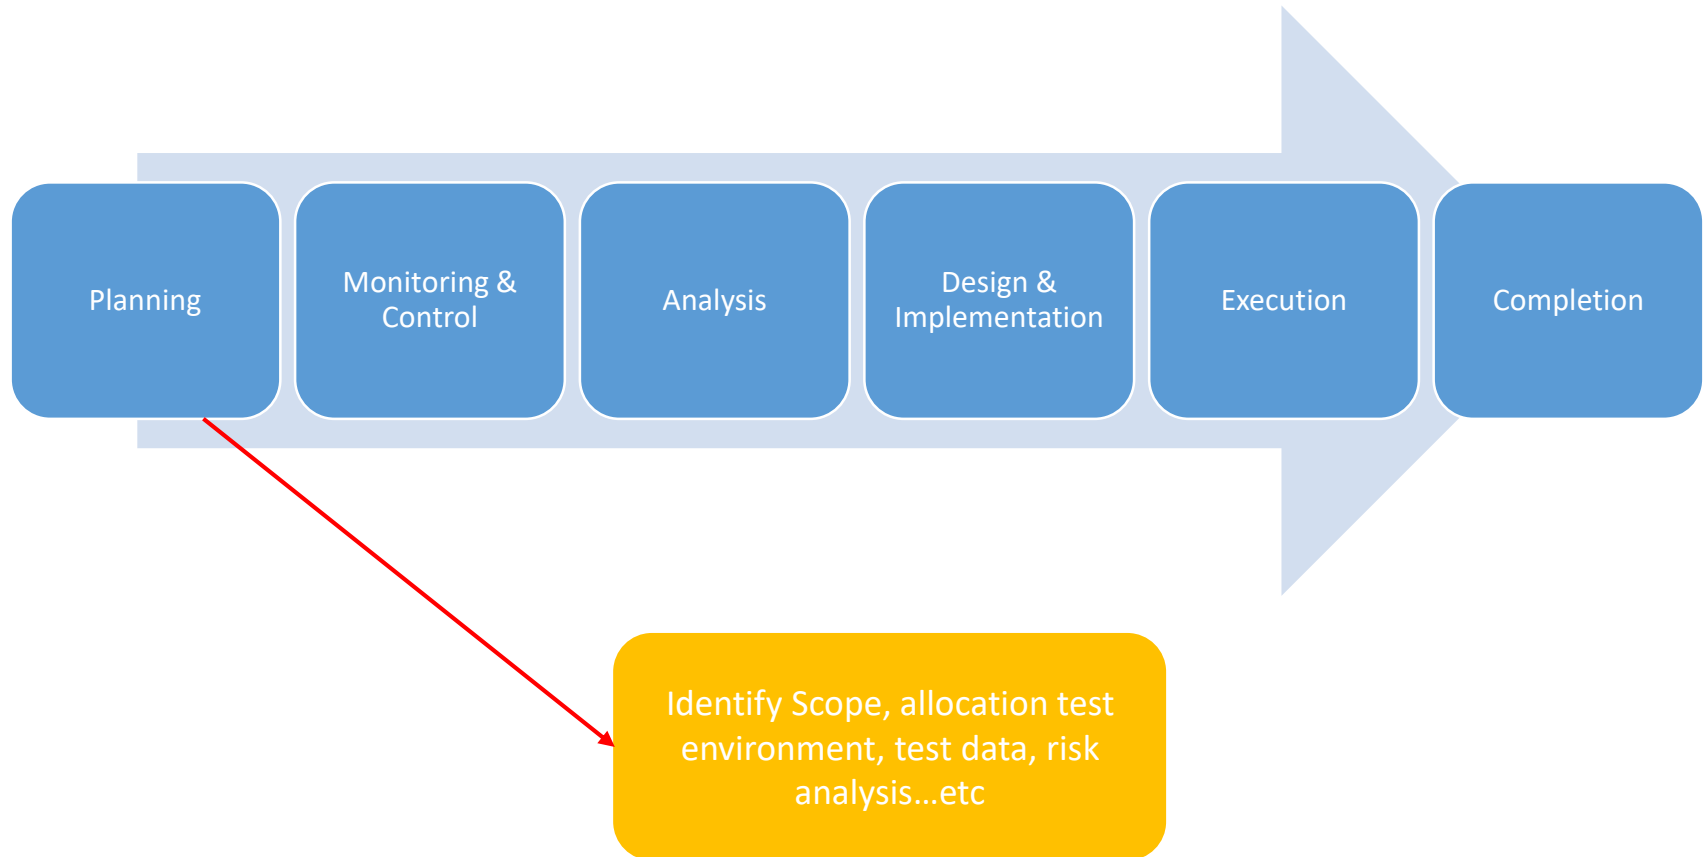 Planning
Monitoring &
Control
Analysis
Design &
Implementation
Execution
Completion
Identify Scope, allocation test
environment, test data, risk
analysis...etc